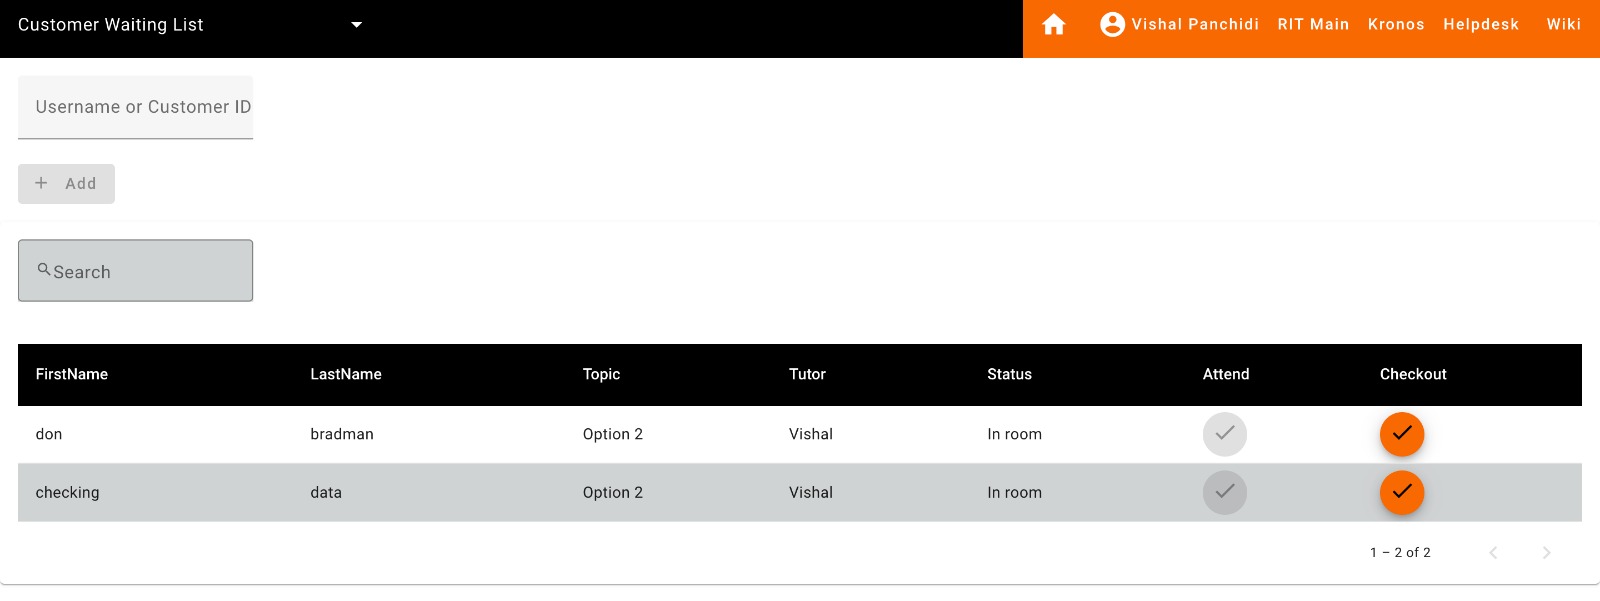 Customer Waiting List
Vishal Panchidi RIT Main Kronos Helpdesk Wiki
Username or Customer ID
+ Add
Search
FirstName LastName Topic Tutor Status Attend Checkout
don bradman Option 2 Vishal In room
checking data Option 2 Vishal In room
1 – 2 of 2